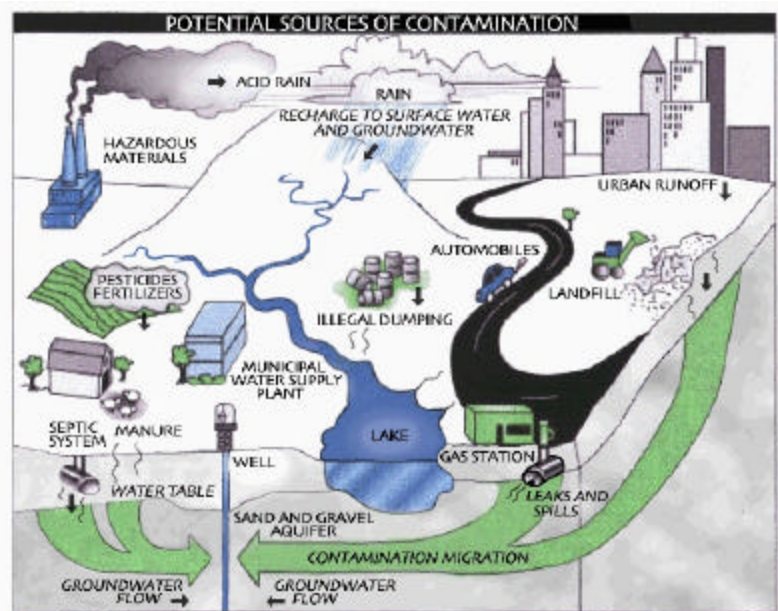 POTENTIAL SOURCES OF CONTAMINATION
ACID RAIN
RAIN
RECHARGE TO SURFACE WATER
AND GROUNDWATER
HAZARDOUS
MATERIALS
URBAN RUNOFF
AUTOMOBILES
PESTICIDES
FERTILIZERS
LANDFILL
ILLEGAL DUMPING
MUNICIPAL
WATER SUPPLY
PLANT
SEPTIC
SYSTEM
MANURE
LAKE
WELL
GAS STATION
WATER TABLE
LEAKS AND
SPILLS
SAND AND GRAVEL
AQUIFER
CONTAMINATION MIGRATION
GROUNDWATER
FLOW
GROUNDWATER
FLOW